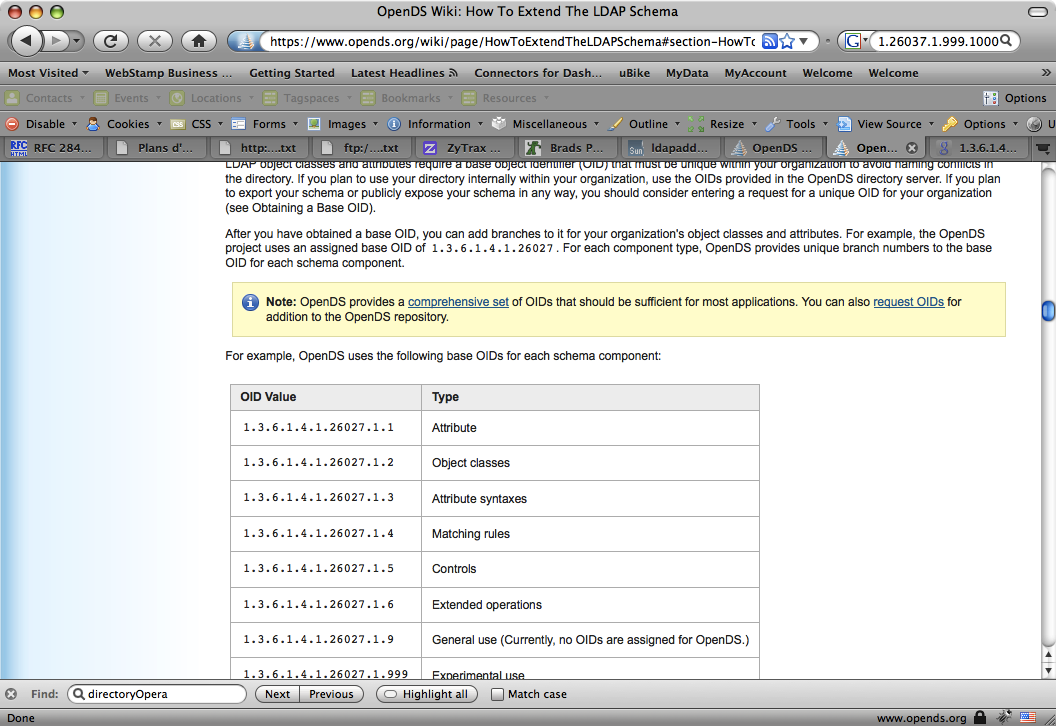 OpenDS Wiki: How To Extend The LDAP Schema
https://www.opends.org/wiki/page/HowToExtendTheLDAPSchema#section-HowTo
G
1.26037.1.999.1000
Most Visited
WebStamp Business ...
Getting Started
Latest Headlines
Connectors for Dash...
uBike
MyData
MyAccount
Welcome
Welcome
»
Contacts
Events
Locations
Tagspaces
Bookmarks
Resources
Options
Disable
Cookies
CSS
Forms
Images
Information
Miscellaneous
Outline
Resize
Tools
View Source
Options
U
RFC HTML
RFC 284...
Plans d'...
http:....txt
ftp:/....txt
ZyTrax ...
Brads P...
Sun
ldapadd...
OpenDS ...
Open...
1.3.6.1.4...
LDAP object classes and attributes require a base object identifier (OID) that must be unique within your organization to avoid naming conflicts in
the directory. If you plan to use your directory internally within your organization, use the OIDs provided in the OpenDS directory server. If you plan
to export your schema or publicly expose your schema in any way, you should consider entering a request for a unique OID for your organization
(see Obtaining a Base OID).
After you have obtained a base OID, you can add branches to it for your organization's object classes and attributes. For example, the OpenDS
project uses an assigned base OID of 1.3.6.1.4.1.26027. For each component type, OpenDS provides unique branch numbers to the base
OID for each schema component.
Note: OpenDS provides a comprehensive set of OIDs that should be sufficient for most applications. You can also request OIDs for
addition to the OpenDS repository.
For example, OpenDS uses the following base OIDs for each schema component:
OID Value Type
1.3.6.1.4.1.26027.1.1 Attribute
1.3.6.1.4.1.26027.1.2 Object classes
1.3.6.1.4.1.26027.1.3 Attribute syntaxes
1.3.6.1.4.1.26027.1.4 Matching rules
1.3.6.1.4.1.26027.1.5 Controls
1.3.6.1.4.1.26027.1.6 Extended operations
1.3.6.1.4.1.26027.1.9 General use (Currently, no OIDs are assigned for OpenDS.)
1.3.6.1.4.1.26027.1.999 Experimental use
Find: directoryOpera Next Previous Highlight all Match case
Done www.opends.org